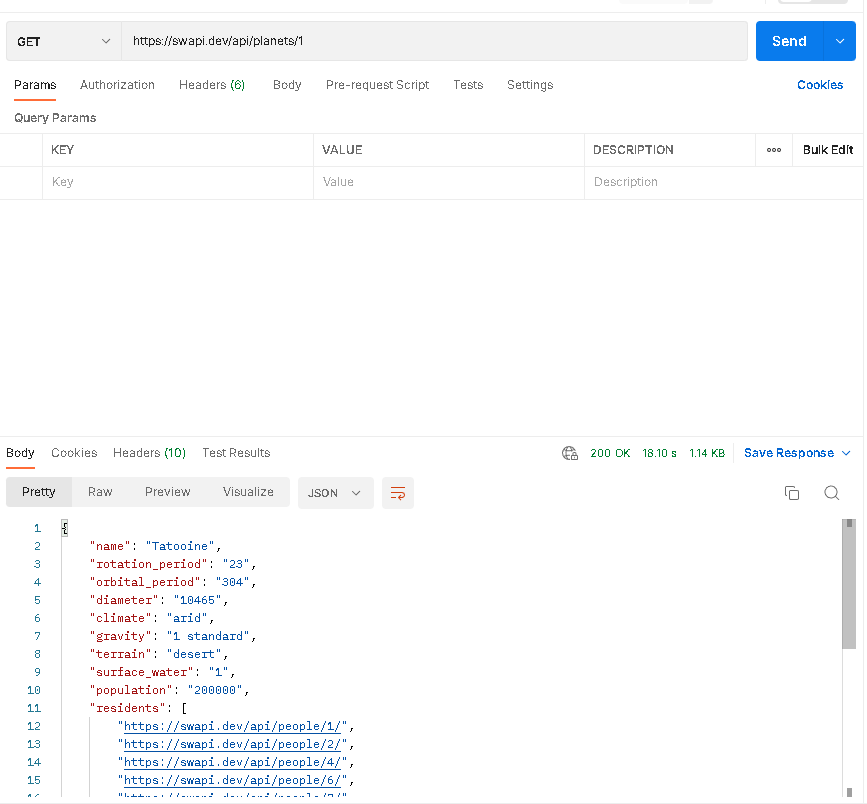 GET https://swapi.dev/api/planets/1 Send
Params Authorization Headers (6) Body Pre-request Script Tests Settings Cookies
Query Params
KEY VALUE DESCRIPTION ooo Bulk Edit
Key Value Description
Body Cookies Headers (10) Test Results 200 OK 18.10 s 1.14 KB Save Response
Pretty Raw Preview Visualize JSON
1 {
2 "name": "Tatooine",
3 "rotation_period": "23",
4 "orbital_period": "304",
5 "diameter": "10465",
6 "climate": "arid",
7 "gravity": "1 standard",
8 "terrain": "desert",
9 "surface_water": "1",
10 "population": "200000",
11 "residents": [
12 "https://swapi.dev/api/people/1/",
13 "https://swapi.dev/api/people/2/",
14 "https://swapi.dev/api/people/4/",
15 "https://swapi.dev/api/people/6/",